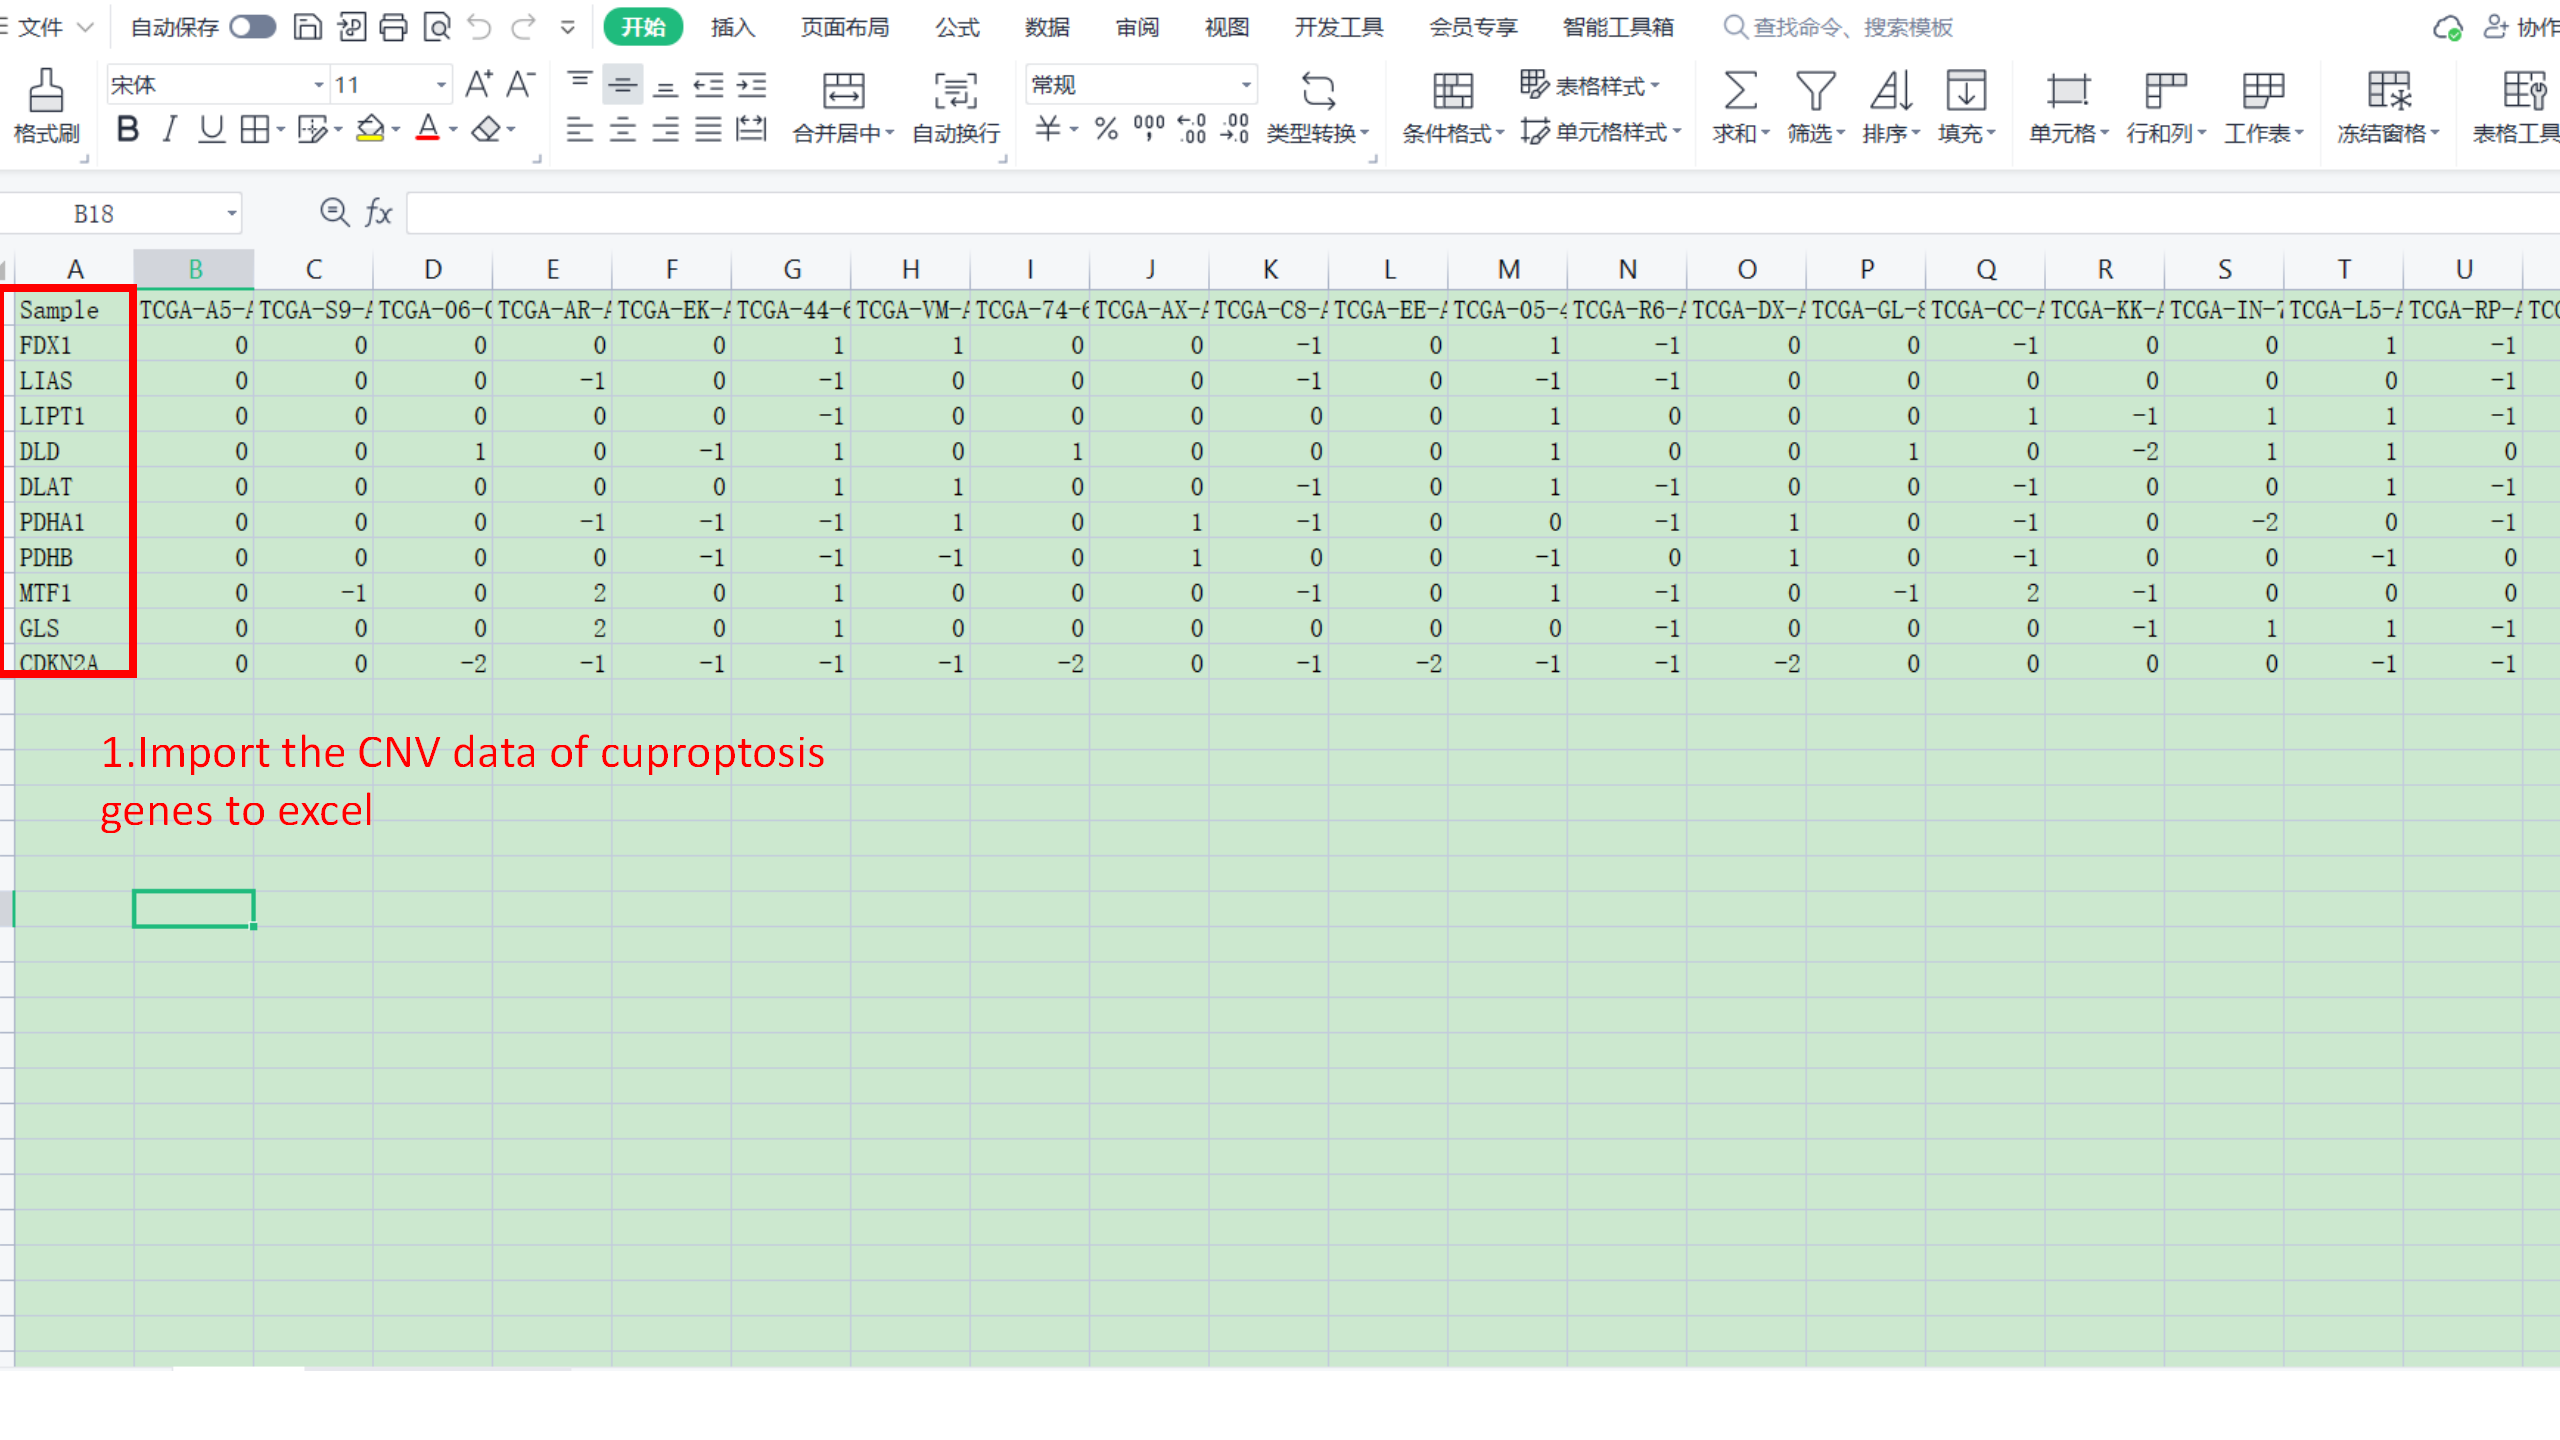 文件 自动保存 开始 插入 页面布局 公式 数据 审阅 视图 开发工具 会员专享 智能工具箱 查找命令、搜索模板 协作
宋体 11 A+ A- 常规 表格样式
格式刷 B I U A 合并居中 自动换行 ¥ % 000 类型转换 条件格式 单元格样式 求和 筛选 排序 填充 单元格 行和列 工作表 冻结窗格 表格工具
B18 fx
A B C D E F G H I J K L M N O P Q R S T U
Sample TCGA-A5-A TCGA-S9-A TCGA-06-0 TCGA-AR-A TCGA-EK-A TCGA-44-6 TCGA-VM-A TCGA-74-6 TCGA-AX-A TCGA-C8-A TCGA-EE-A TCGA-05-4 TCGA-R6-A TCGA-DX-A TCGA-GL-8 TCGA-CC-A TCGA-KK-A TCGA-IN-7 TCGA-L5-A TCGA-RP-A
FDX1 0 0 0 0 0 1 1 0 0 -1 0 1 -1 0 0 -1 0 0 1 -1
LIAS 0 0 0 -1 0 -1 0 0 0 -1 0 -1 -1 0 0 0 0 0 0 -1
LIPT1 0 0 0 0 0 -1 0 0 0 0 0 1 0 0 0 1 -1 1 1 -1
DLD 0 0 1 0 -1 1 0 1 0 0 0 1 0 0 1 0 -2 1 1 0
DLAT 0 0 0 0 0 1 1 0 0 -1 0 1 -1 0 0 -1 0 0 1 -1
PDHA1 0 0 0 -1 -1 -1 1 0 1 -1 0 0 -1 1 0 -1 0 -2 0 -1
PDHB 0 0 0 0 -1 -1 -1 0 1 0 0 -1 0 1 0 -1 0 0 -1 0
MTF1 0 -1 0 2 0 1 0 0 0 -1 0 1 -1 0 -1 2 -1 0 0 0
GLS 0 0 0 2 0 1 0 0 0 0 0 0 -1 0 0 0 -1 1 1 -1
CDKN2A 0 0 -2 -1 -1 -1 -1 -2 0 -1 -2 -1 -1 -2 0 0 0 0 -1 -1
1.Import the CNV data of cuproptosis
genes to excel